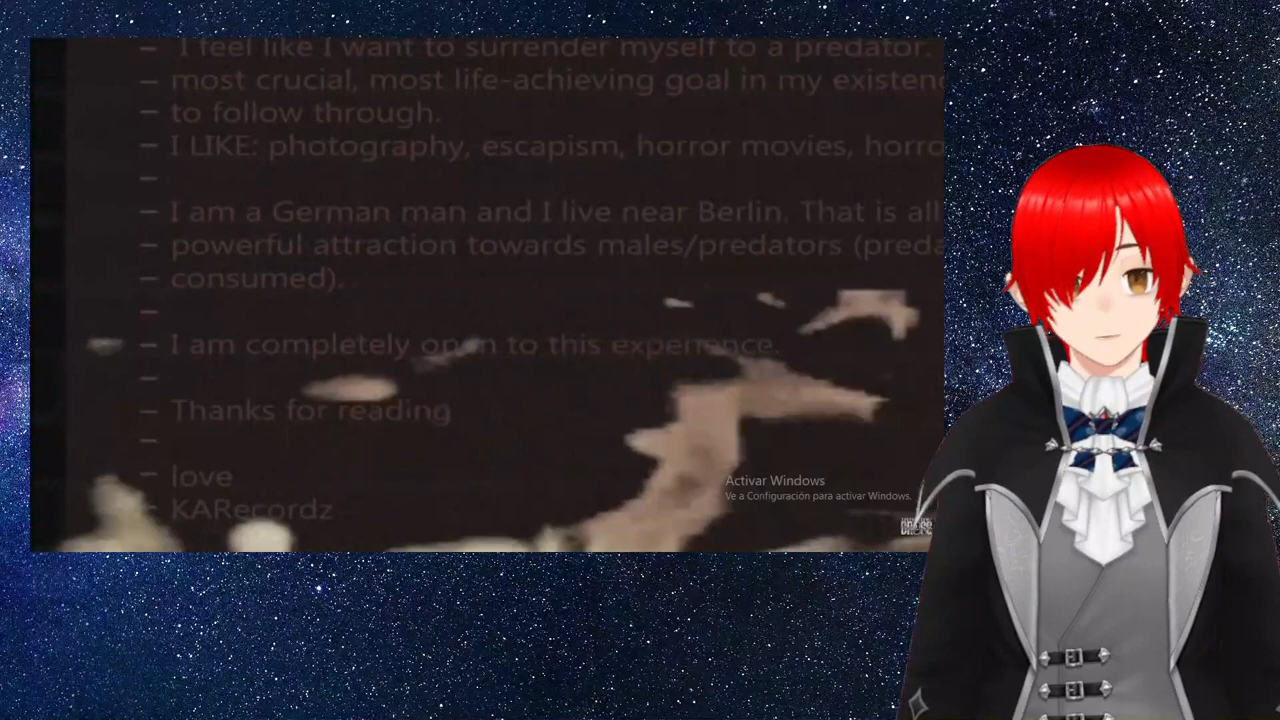 – I feel like I want to surrender myself to a predator.
– most crucial, most life-achieving goal in my existenc
– to follow through.
– I LIKE: photography, escapism, horror movies, horro
–
– I am a German man and I live near Berlin. That is all
– powerful attraction towards males/predators (preda
– consumed).
–
– I am completely open to this experience.
–
– Thanks for reading
–
– love
– KARecordz
Activar Windows
Ve a Configuración para activar Windows.